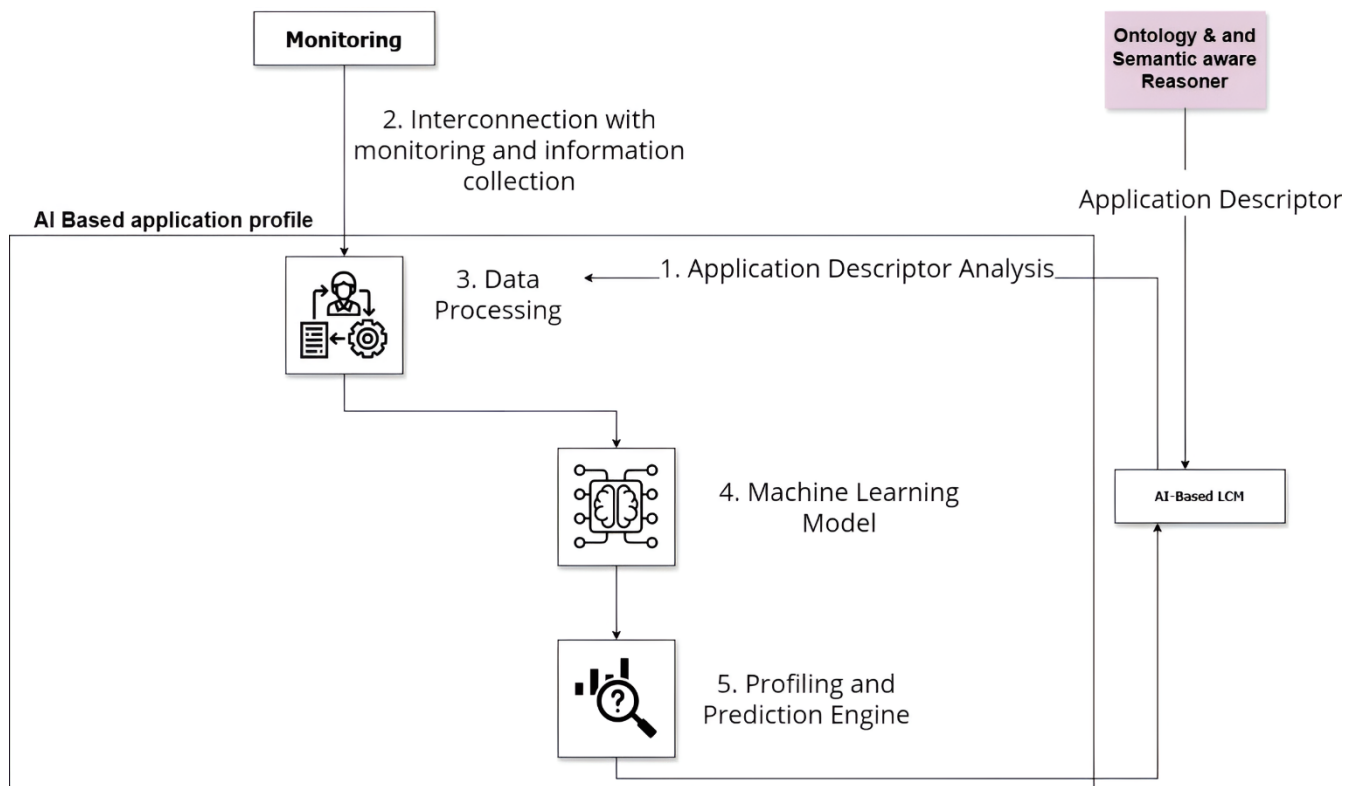 Monitoring
Ontology & and
Semantic aware
Reasoner
2. Interconnection with
monitoring and information
collection
Application Descriptor
AI Based application profile
1. Application Descriptor Analysis
3. Data
Processing
4. Machine Learning
Model
AI-Based LCM
?
5. Profiling and
Prediction Engine